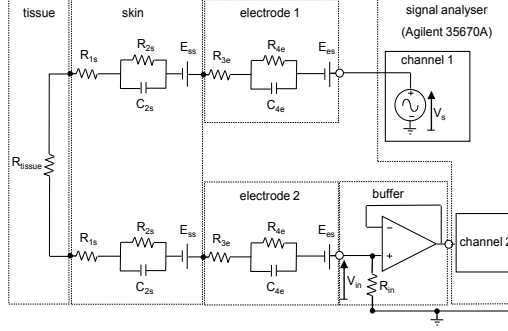 tissue
skin
electrode 1
signal analyser
(Agilent 35670A)
R1s
R2s
C2s
Ess
R3e
R4e
C4e
Ees
channel 1
+
Vs
Rtissue
electrode 2
buffer
R1s
R2s
C2s
Ess
R3e
R4e
C4e
Ees
−
+
Vin
Rin
channel 2